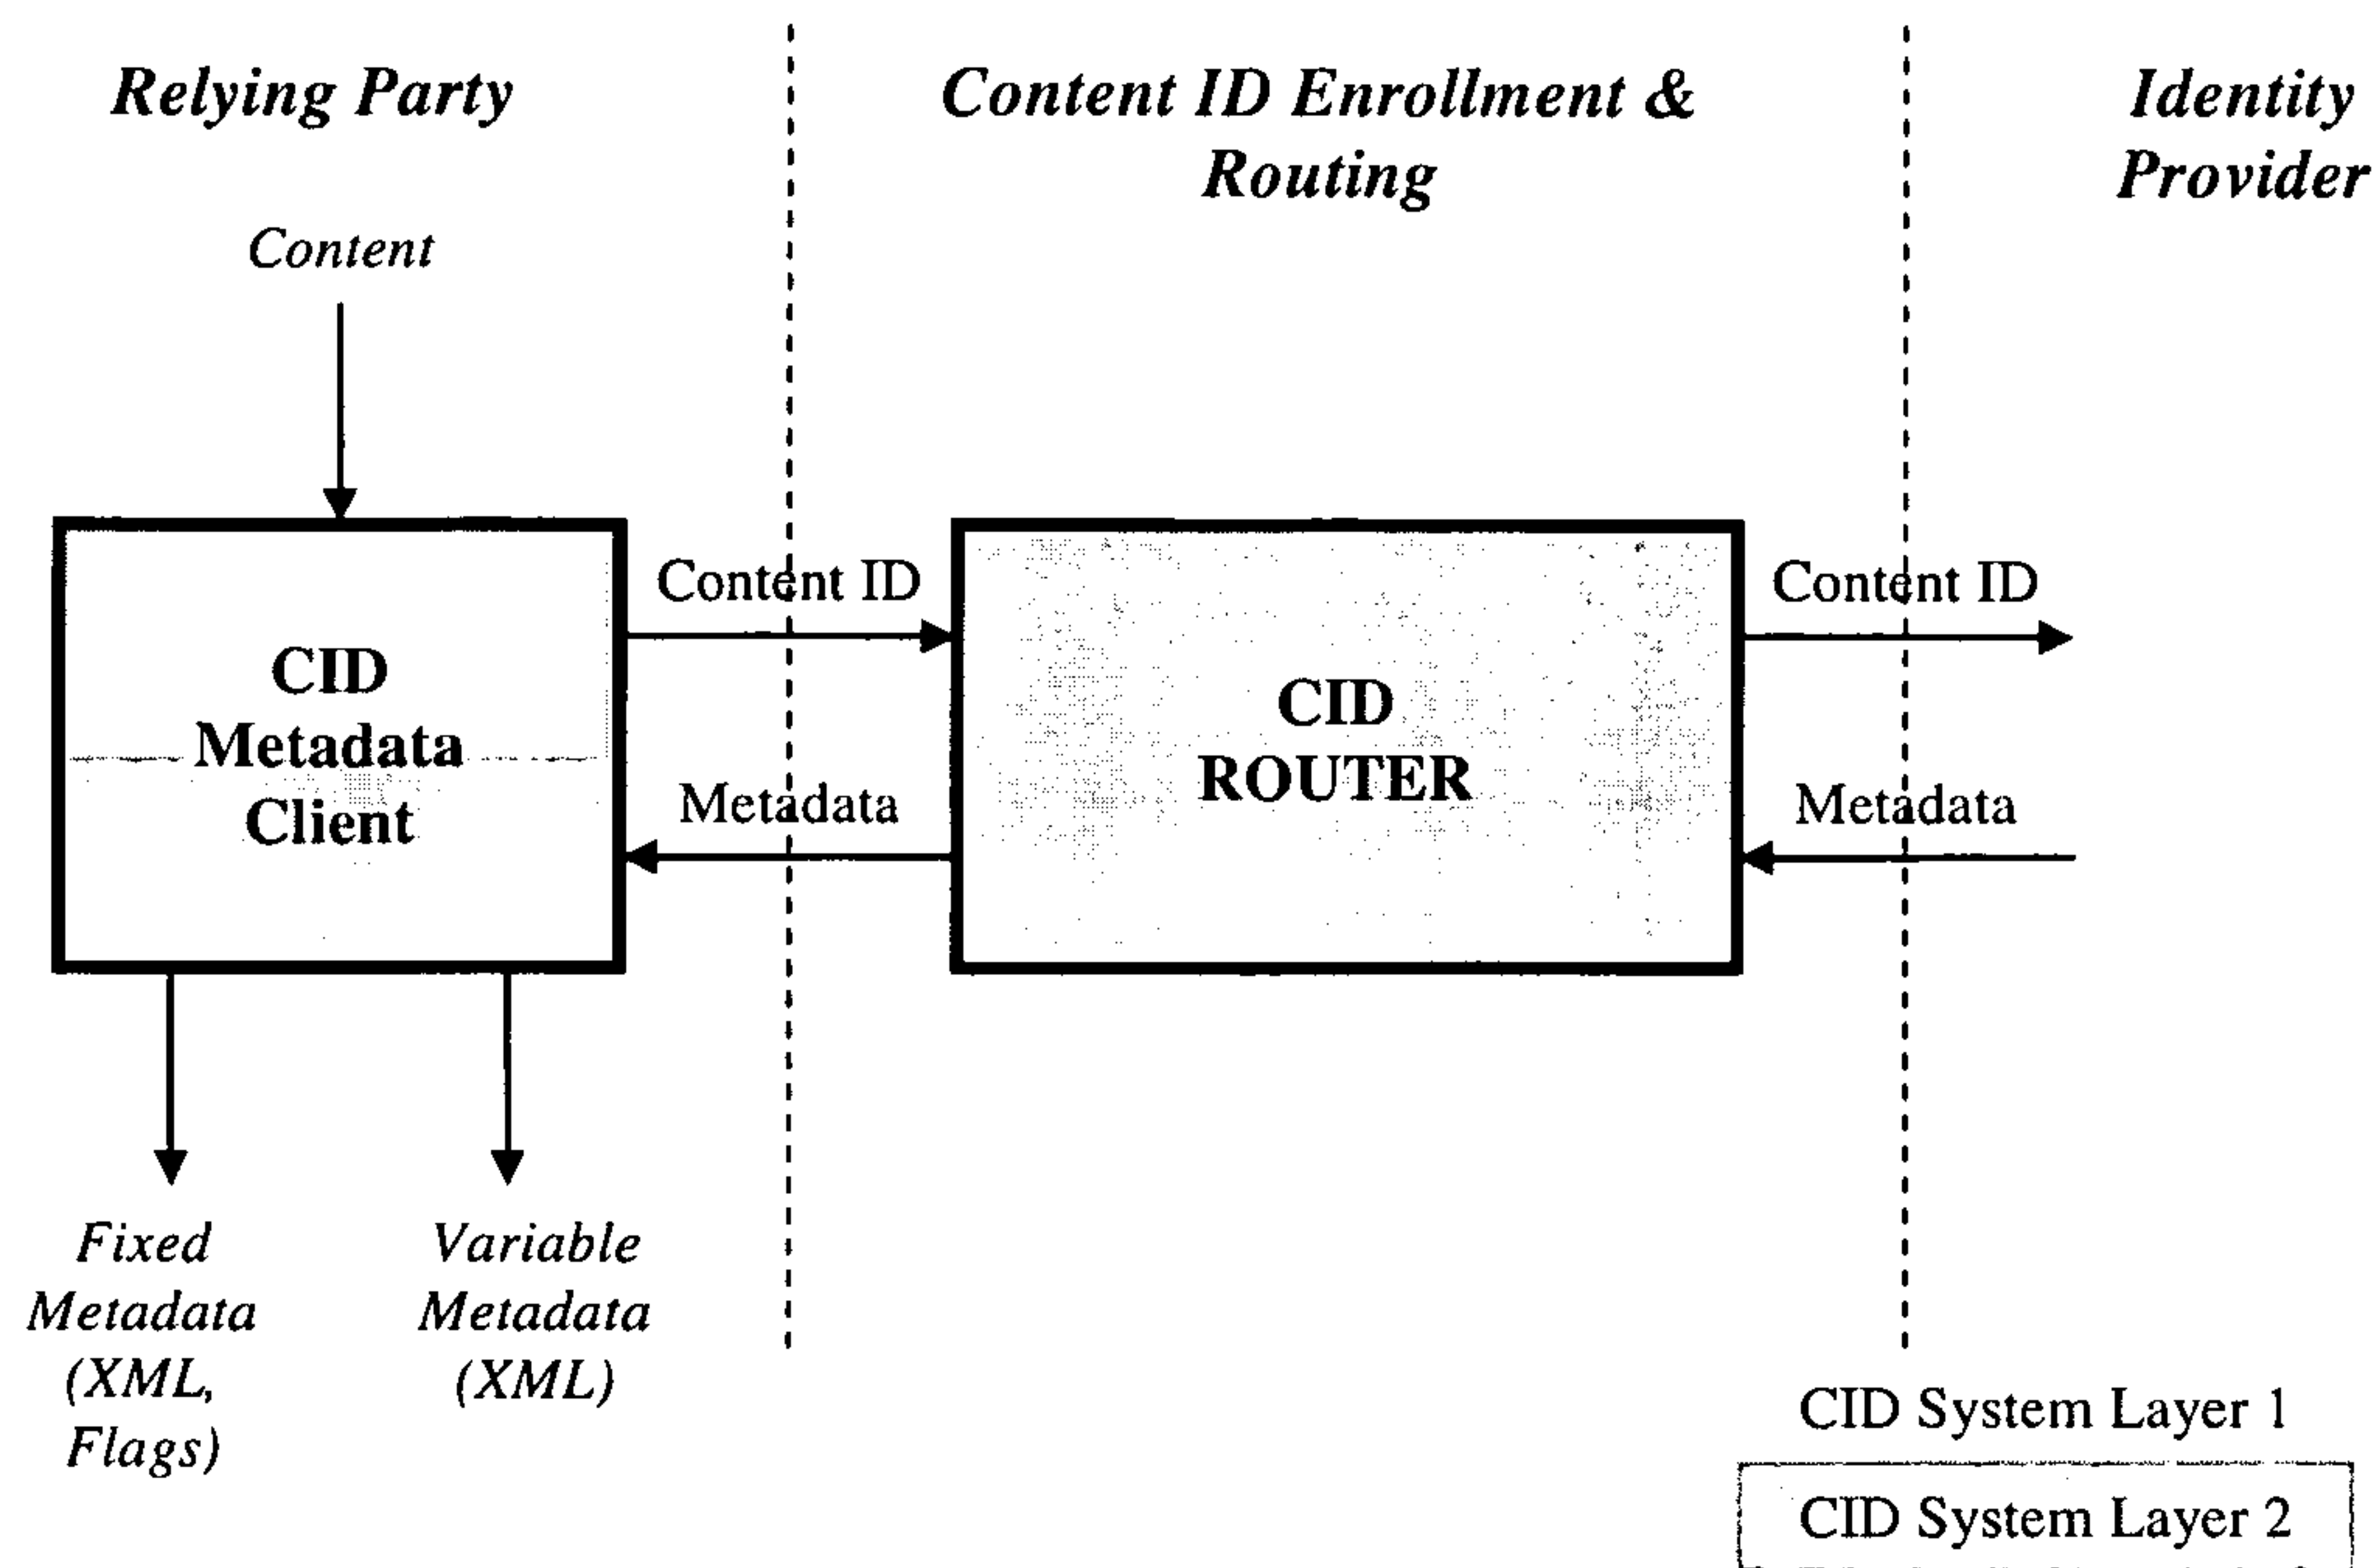 Relying Party
Content ID Enrollment &
Routing
Identity
Provider
Content
CID
Metadata
Client
Content ID
Metadata
CID
ROUTER
Content ID
Metadata
Fixed
Metadata
(XML,
Flags)
Variable
Metadata
(XML)
CID System Layer 1
CID System Layer 2